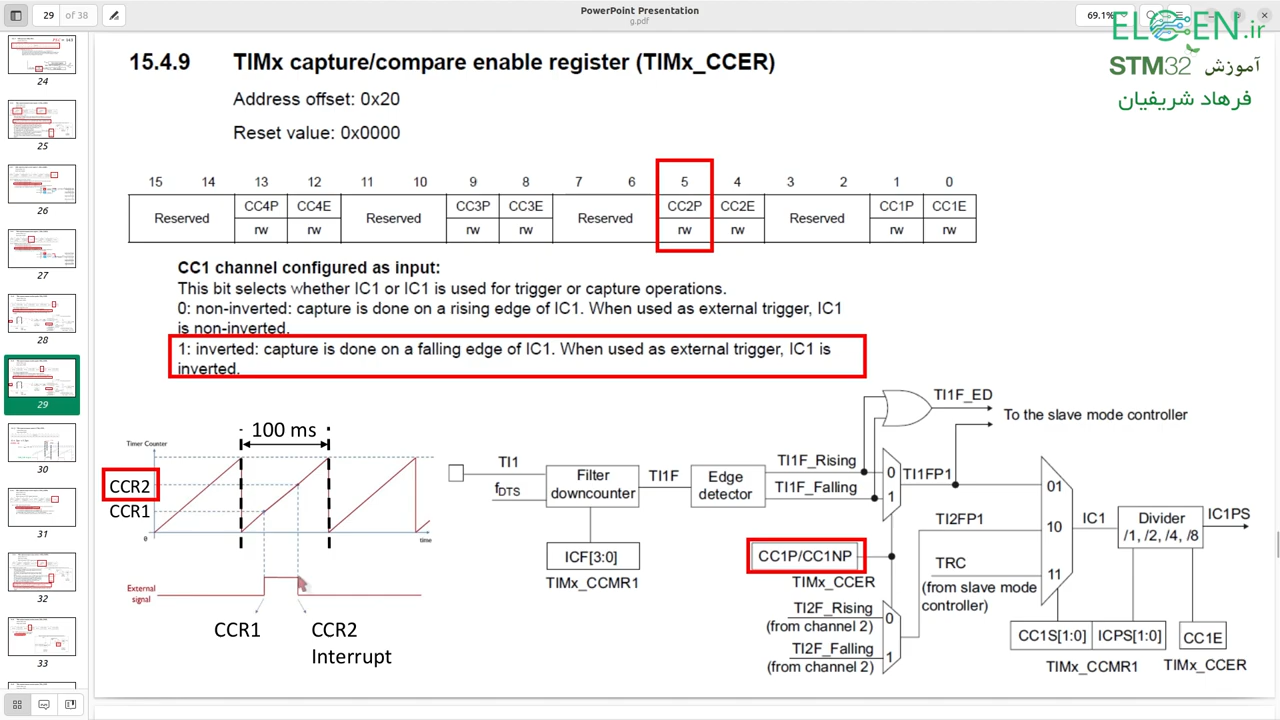 PowerPoint Presentation
g.pdf
29 of 38
69.1%
ELOGEN.ir
آموزش STM32
فرهاد شریفیان
24
25
26
27
28
29
30
31
32
33
15.4.9 TIMx capture/compare enable register (TIMx_CCER)
Address offset: 0x20
Reset value: 0x0000
15 14 13 12 11 10 9 8 7 6 5 4 3 2 1 0
Reserved CC4P CC4E Reserved CC3P CC3E Reserved CC2P CC2E Reserved CC1P CC1E
rw rw rw rw rw rw rw rw
CC1 channel configured as input:
This bit selects whether IC1 or IC1 is used for trigger or capture operations.
0: non-inverted: capture is done on a rising edge of IC1. When used as external trigger, IC1
is non-inverted.
1: inverted: capture is done on a falling edge of IC1. When used as external trigger, IC1 is
inverted.
100 ms
Timer Counter
CCR2
CCR1
0
time
External
signal
CCR1
CCR2
Interrupt
TI1
fDTS
Filter
downcounter
TI1F
Edge
detector
TI1F_Rising
TI1F_Falling
0
1
TI1F_ED
To the slave mode controller
TI1FP1
01
TI2FP1
10
TRC
11
(from slave mode
controller)
IC1
Divider
/1, /2, /4, /8
IC1PS
ICF[3:0]
TIMx_CCMR1
CC1P/CC1NP
TIMx_CCER
TI2F_Rising
(from channel 2)
0
TI2F_Falling
(from channel 2)
1
CC1S[1:0] ICPS[1:0]
TIMx_CCMR1
CC1E
TIMx_CCER